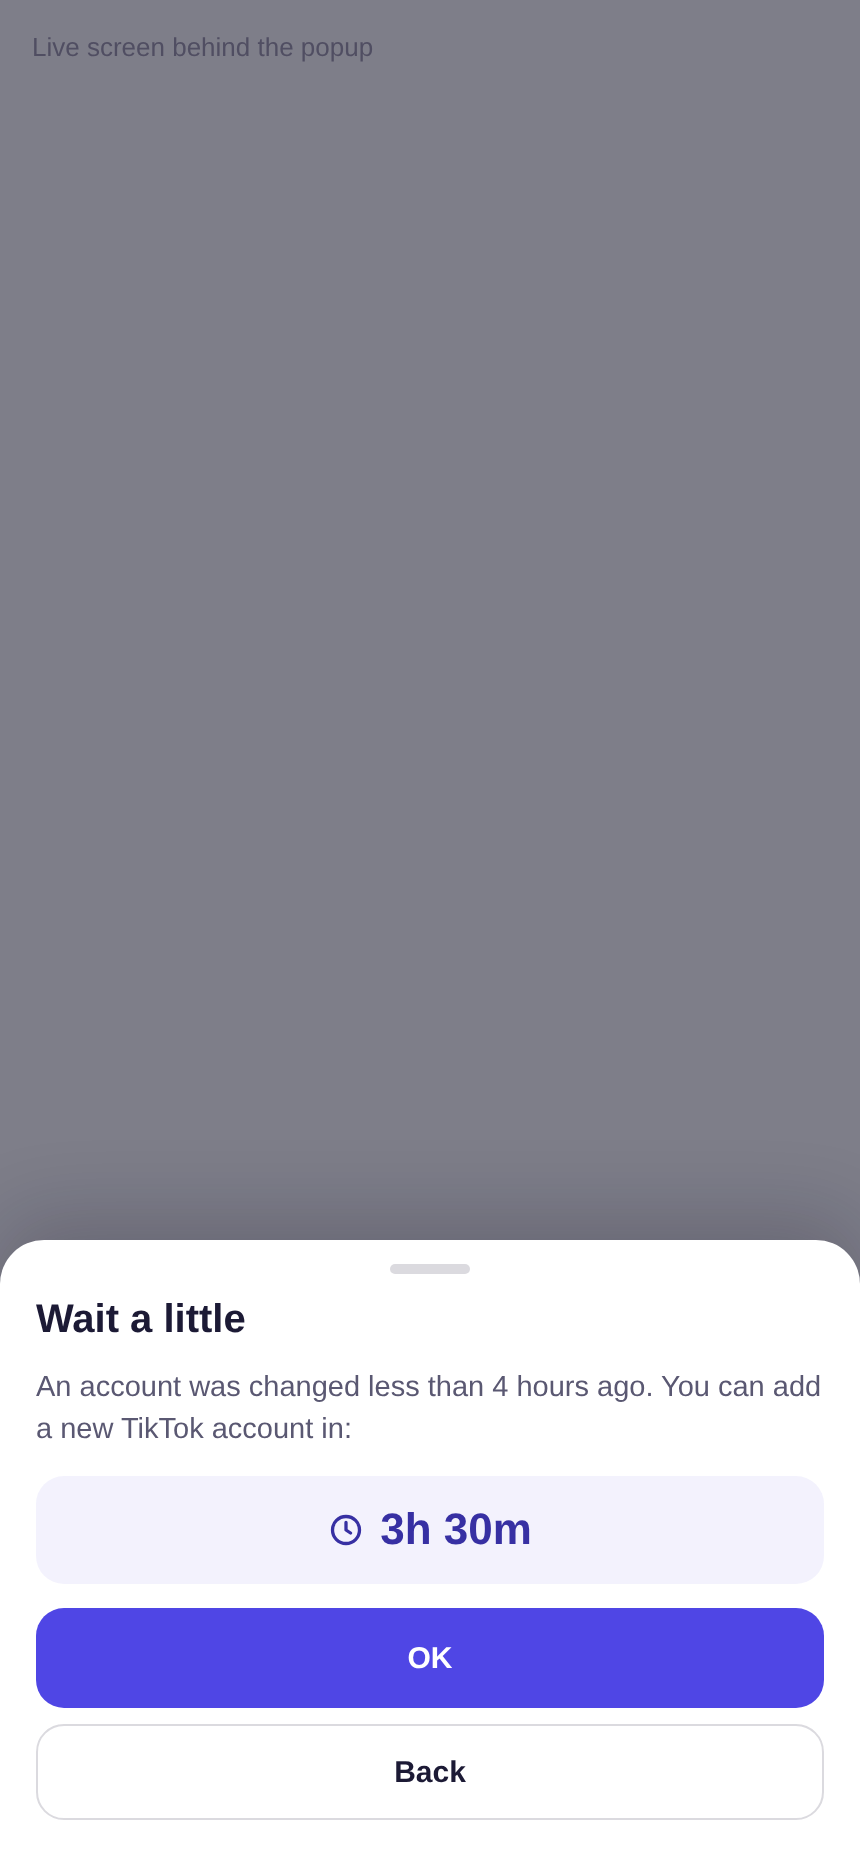 Live screen behind the popup
Wait a little
An account was changed less than 4 hours ago. You can add
a new TikTok account in:
3h 30m
OK
Back